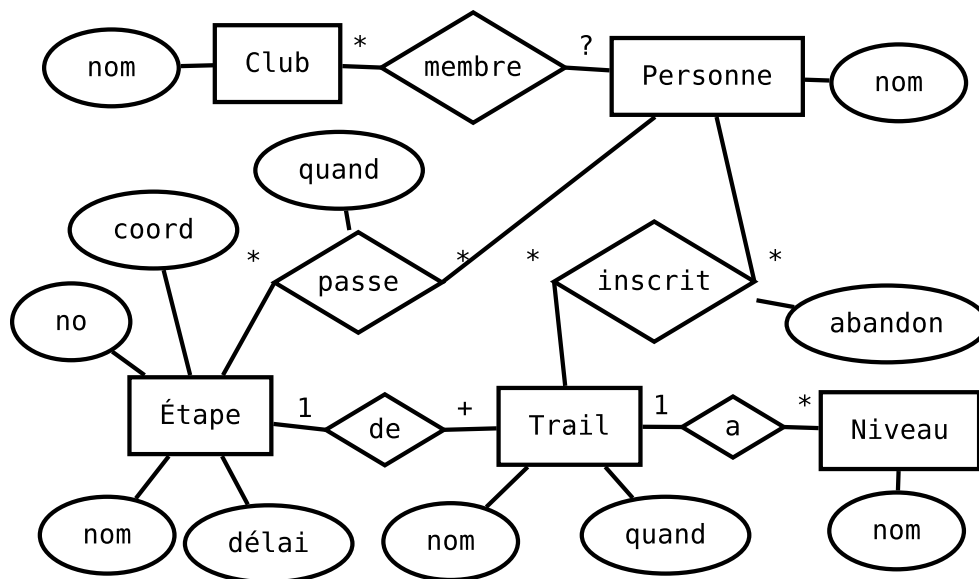 nom
Club
*
membre
?
Personne
nom
quand
coord
*
passe
*
*
inscrit
*
no
abandon
Étape
1
de
+
Trail
1
a
*
Niveau
nom
délai
nom
quand
nom